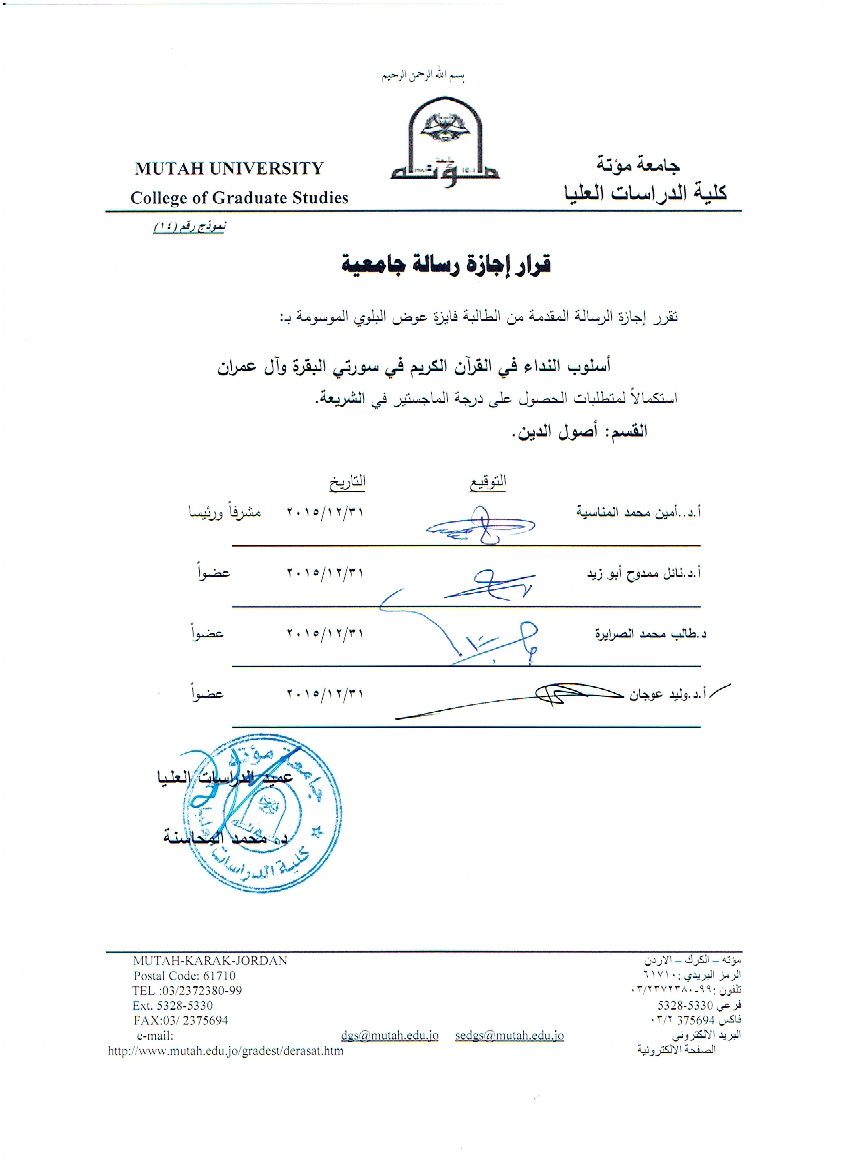 بسم الله الرحمن الرحيم
جامعة
مؤتة
MUTAH UNIVERSITY
جامعة مؤتة
College of Graduate Studies
كلية الدراسات العليا
نموذج رقم (١٤)
قرار إجازة رسالة جامعية
تقرر إجازة الرسالة المقدمة من الطالبة فايزة عوض البلوي الموسومة بـ:
أسلوب النداء في القرآن الكريم في سورتي البقرة وآل عمران
استكمالاً لمتطلبات الحصول على درجة الماجستير في الشريعة.
القسم: أصول الدين.
التوقيع التاريخ
أ.د..أمين محمد المناسية ٢٠١٥/١٢/٣١ مشرفاً ورئيسا
أ.د.نائل ممدوح أبو زيد ٢٠١٥/١٢/٣١ عضواً
د.طالب محمد الصرايرة ٢٠١٥/١٢/٣١ عضواً
أ.د.وليد عوجان ٢٠١٥/١٢/٣١ عضواً
عميد الدراسات العليا
د. محمد المحاسنة
جامعة مؤتة
كلية الدراسات العليا
MUTAH-KARAK-JORDAN
Postal Code: 61710
TEL :03/2372380-99
Ext. 5328-5330
FAX:03/ 2375694
e-mail: dgs@mutah.edu.jo sedgs@mutah.edu.jo
http://www.mutah.edu.jo/gradest/derasat.htm
مؤته – الكرك – الاردن
الرمز البريدي :٦١٧١٠
تلفون :٩٩-٠٣/٢٣٧٢٣٨٠
فرعي 5328-5330
فاكس 375694 ٠٣/٢
البريد الالكتروني
الصفحة الالكترونية